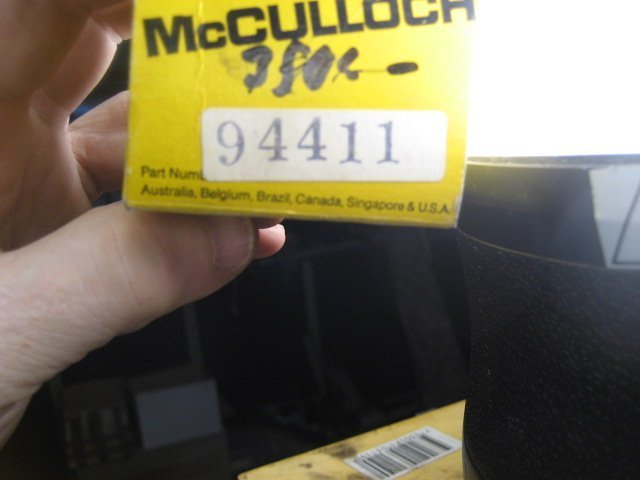 McCULLOCH
94411
Part Num
Australia, Belgium, Brazil, Canada, Singapore & U.S.A.